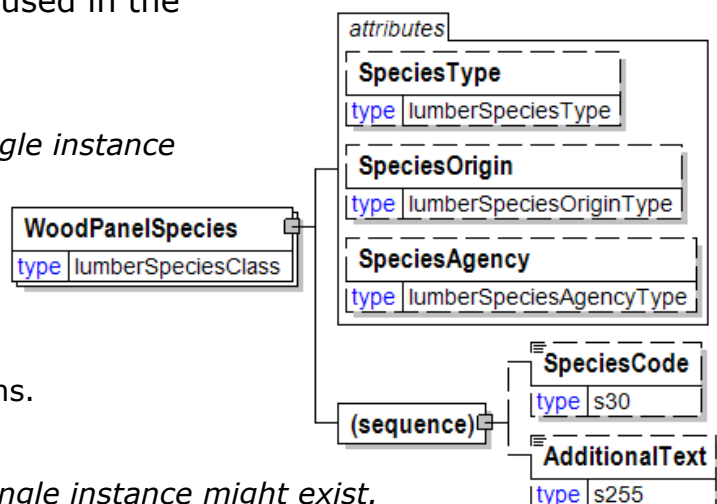 used in the
gle instance
ns.
ngle instance might exist.
WoodPanelSpecies
type lumberSpeciesClass
attributes
SpeciesType
type lumberSpeciesType
SpeciesOrigin
type lumberSpeciesOriginType
SpeciesAgency
type lumberSpeciesAgencyType
(sequence)
SpeciesCode
type s30
AdditionalText
type s255